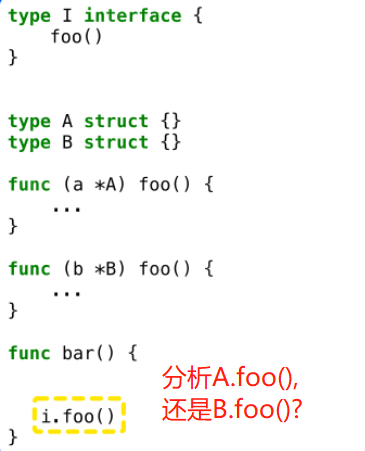 type I interface {
    foo()
}
type A struct {}
type B struct {}
func (a *A) foo() {
    ...
}
func (b *B) foo() {
    ...
}
func bar() {
分析A.foo(),
还是B.foo()?
    i.foo()
}